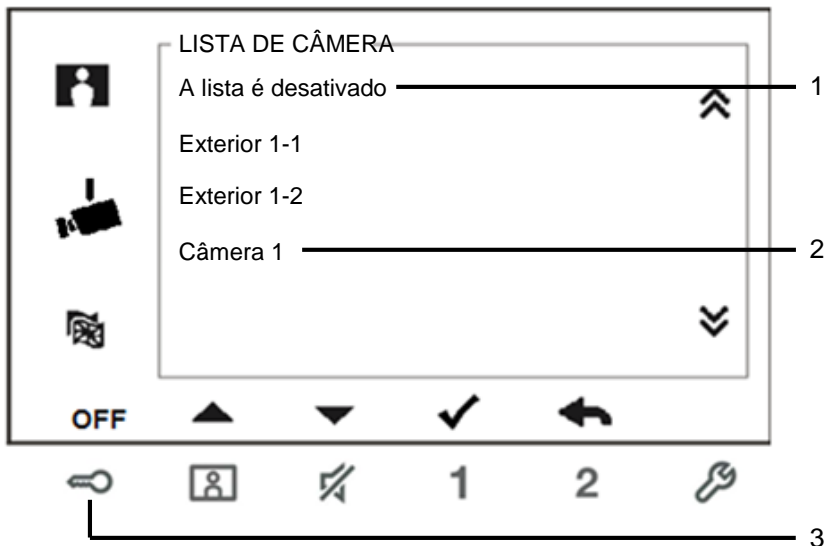 LISTA DE CÂMERA
A lista é desativado
1
Exterior 1-1
Exterior 1-2
Câmera 1
2
OFF
1 2
3